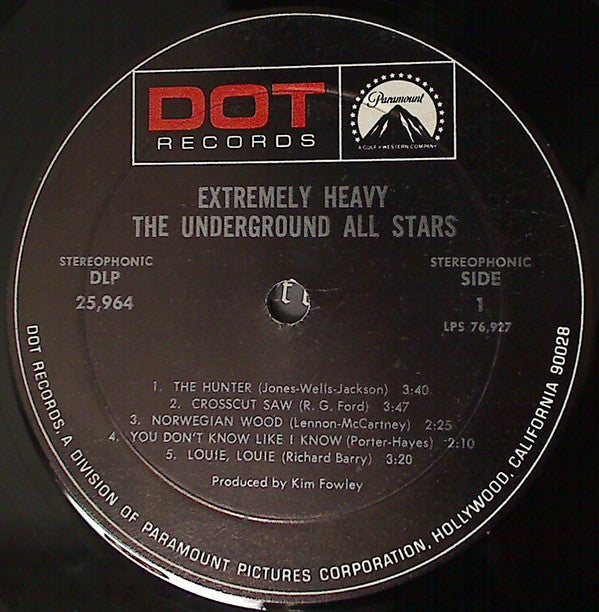 DOT
RECORDS
Paramount
A GULF + WESTERN COMPANY
EXTREMELY HEAVY
THE UNDERGROUND ALL STARS
STEREOPHONIC
DLP
25,964
STEREOPHONIC
SIDE
1
LPS 76,927
1. THE HUNTER (Jones-Wells-Jackson) 3:40
2. CROSSCUT SAW (R. G. Ford) 3:47
3. NORWEGIAN WOOD (Lennon-McCartney) 2:25
4. YOU DON'T KNOW LIKE I KNOW (Porter-Hayes) 2:10
5. LOUIE, LOUIE (Richard Barry) 3:20
Produced by Kim Fowley
DOT RECORDS, A DIVISION OF PARAMOUNT PICTURES CORPORATION, HOLLYWOOD, CALIFORNIA 90028